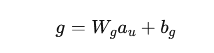 g = W_g a_u + b_g